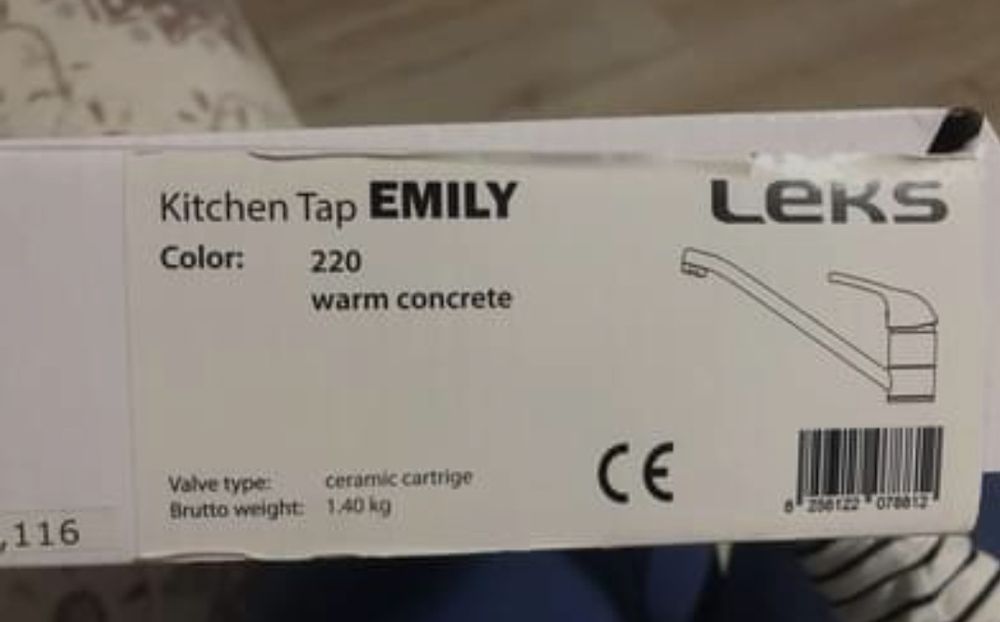 Kitchen Tap EMILY
Leks
Color: 220
warm concrete
Valve type: ceramic cartrige
Brutto weight: 1.40 kg
CE
,116